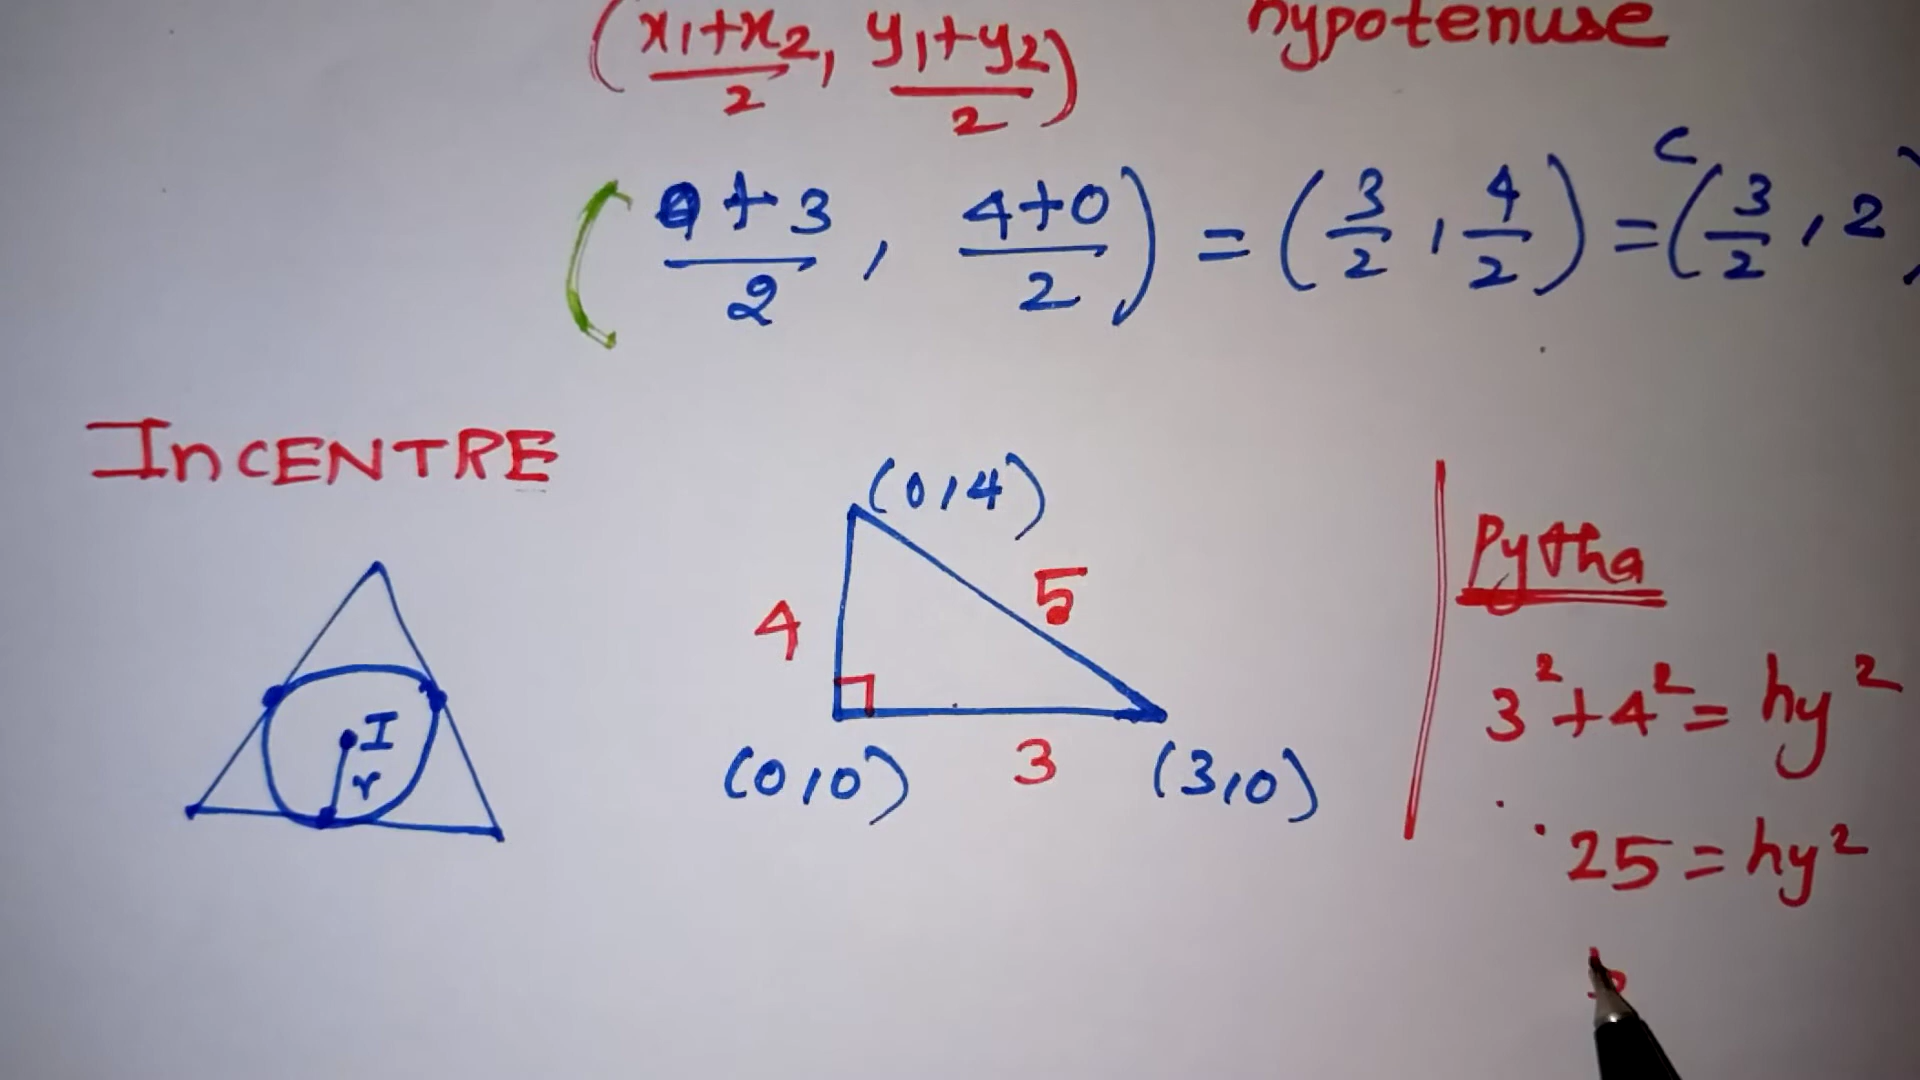 hypotenuse
(x₁+x₂/2, y₁+y₂/2)
(0+3/2, 4+0/2) = (3/2, 4/2) = C(3/2, 2)
InCENTRE
(0,4)
Pytha
4
5
3²+4² = hy²
I
r
(0,0)
3
(3,0)
25 = hy²